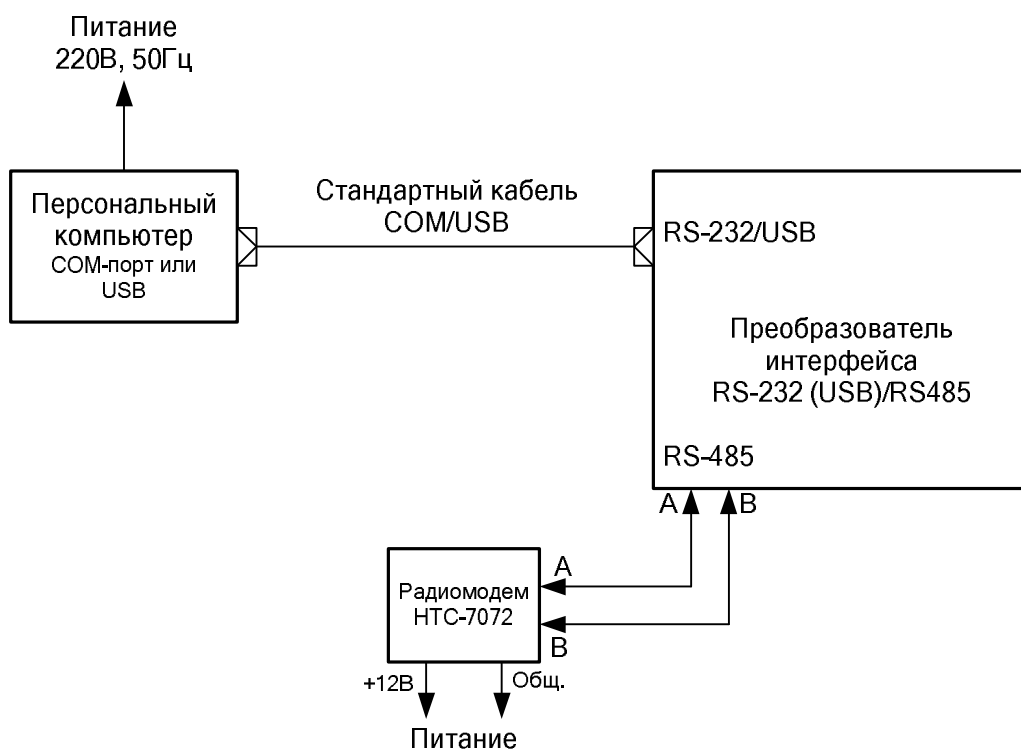 Питание
220В, 50Гц
Персональный
компьютер
COM-порт или
USB
Стандартный кабель
COM/USB
RS-232/USB
Преобразователь
интерфейса
RS-232 (USB)/RS485
RS-485
A
B
A
B
Радиомодем
НТС-7072
+12В
Общ.
Питание